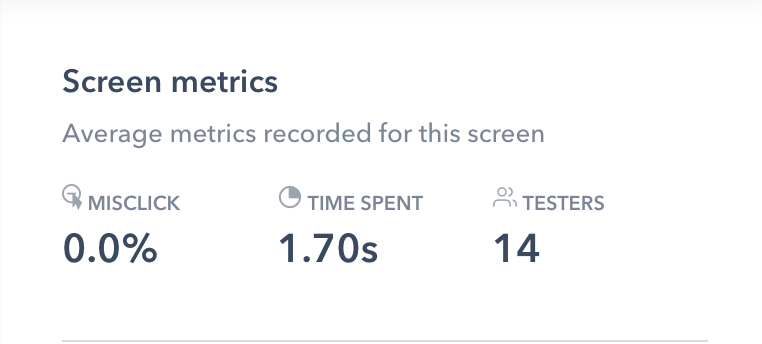 Screen metrics
Average metrics recorded for this screen
MISCLICK TIME SPENT TESTERS
0.0% 1.70s 14